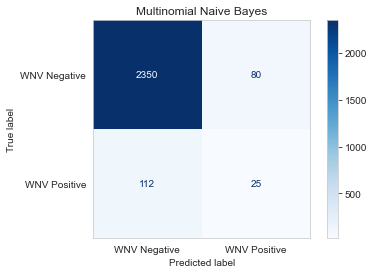 Multinomial Naive Bayes
True label
WNV Negative
WNV Positive
2350
80
112
25
WNV Negative
WNV Positive
Predicted label
2000
1500
1000
500